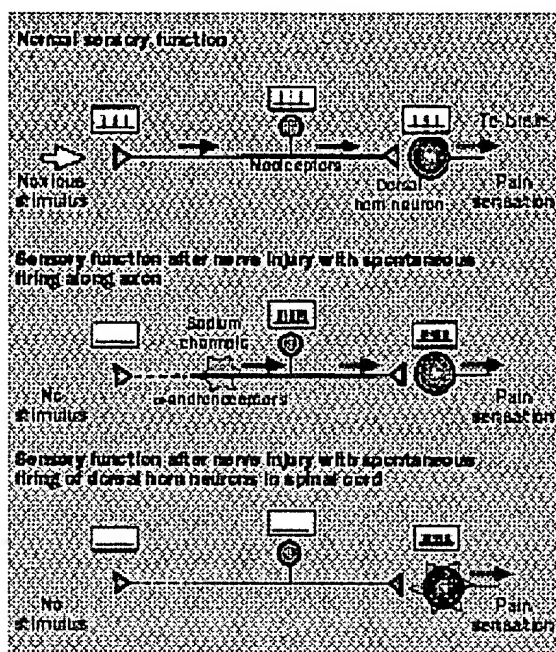 Normal sensory function
To brain
Noxious
stimulus
Nociceptors
Dorsal
horn neuron
Pain
sensation
Sensory function after nerve injury with spontaneous
firing along axon
Sodium
channels
No
stimulus
α-andronoceptors
Pain
sensation
Sensory function after nerve injury with spontaneous
firing of dorsal horn neurons in spinal cord
No
stimulus
Pain
sensation